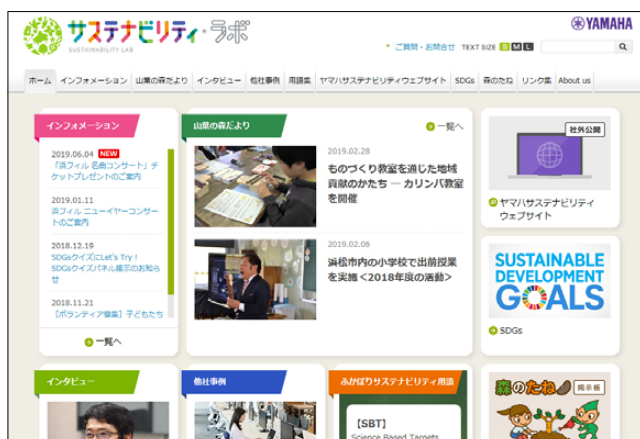 サステナビリティ・ラボ
SUSTAINABILITY LAB
YAMAHA
ご質問・お問合せ TEXT SIZE S M L
ホーム インフォメーション 山葉の森だより インタビュー 他社事例 用語集 ヤマハサステナビリティウェブサイト SDGs 森のたね リンク集 About us
インフォメーション
2019.06.04 NEW
「浜フィル 名曲コンサート」チ
ケットプレゼントのご案内
2019.01.11
浜フィル ニューイヤーコンサー
トのご案内
2018.12.19
SDGsクイズにLet's Try！
SDGsクイズパネル掲示のお知ら
せ
2018.11.21
【ボランティア募集】子どもたち
一覧へ
山葉の森だより
一覧へ
2019.02.28
ものづくり教室を通じた地域
貢献のかたち ― カリンバ教室
を開催
2019.02.06
浜松市内の小学校で出前授業
を実施＜2018年度の活動＞
社外公開
ヤマハサステナビリティ
ウェブサイト
SUSTAINABLE
DEVELOPMENT
GOALS
SDGs
インタビュー
他社事例
ふかぼりサステナビリティ用語
【SBT】
Science Based Targets
森のたね
掲示板